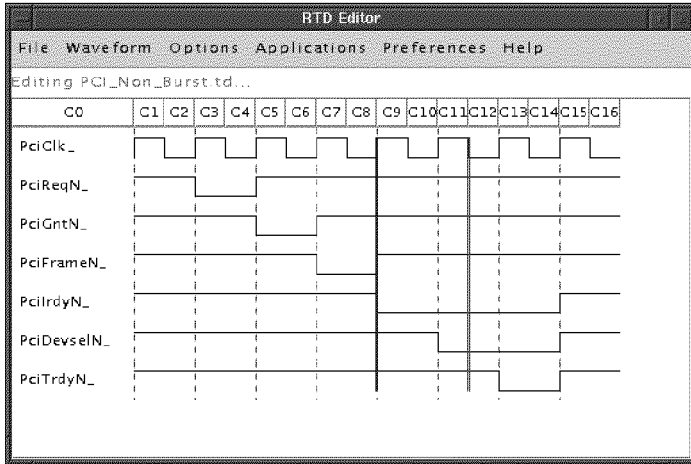 RTD Editor
File Waveform Options Applications Preferences Help
Editing PCI_Non_Burst.td...
C0 C1 C2 C3 C4 C5 C6 C7 C8 C9 C10 C11 C12 C13 C14 C15 C16
PciClk_
PciReqN_
PciGntN_
PciFrameN_
PciIrdyN_
PciDevselN_
PciTrdyN_